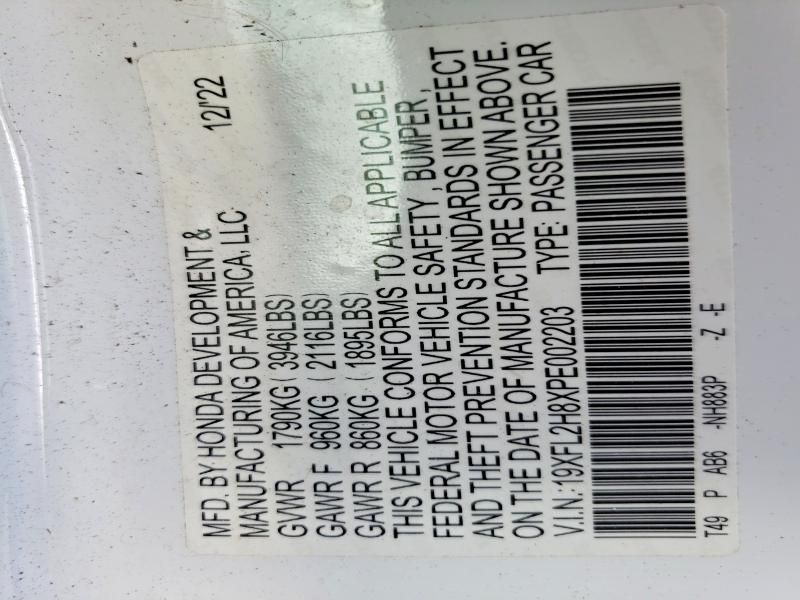 MFD. BY: HONDA DEVELOPMENT & 12/'22
MANUFACTURING OF AMERICA, LLC
GVWR 1790KG ( 3946LBS)
GAWR F 960KG ( 2116LBS)
GAWR R 860KG ( 1895LBS)
THIS VEHICLE CONFORMS TO ALL APPLICABLE
FEDERAL MOTOR VEHICLE SAFETY , BUMPER ,
AND THEFT PREVENTION STANDARDS IN EFFECT
ON THE DATE OF MANUFACTURE SHOWN ABOVE.
V.I.N.: 19XFL2H8XPE002203 TYPE: PASSENGER CAR
T49 P AB6 -NH883P -Z -E